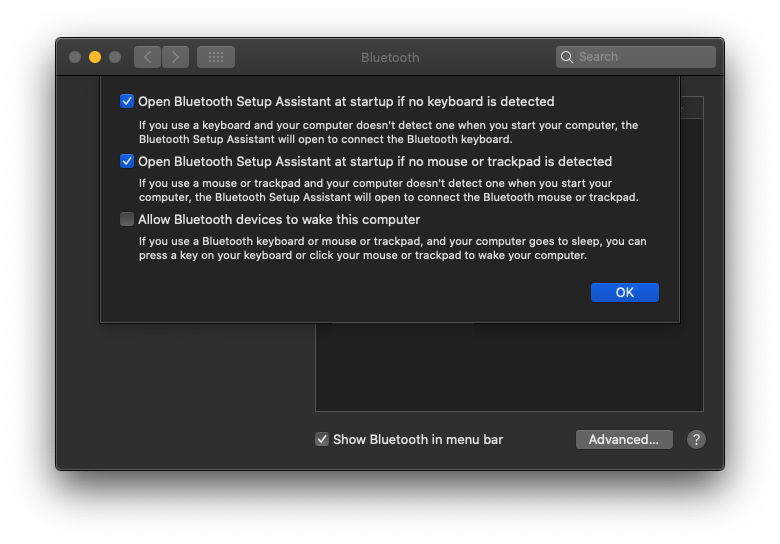 Bluetooth
Search
Open Bluetooth Setup Assistant at startup if no keyboard is detected
If you use a keyboard and your computer doesn't detect one when you start your computer, the
Bluetooth Setup Assistant will open to connect the Bluetooth keyboard.
Open Bluetooth Setup Assistant at startup if no mouse or trackpad is detected
If you use a mouse or trackpad and your computer doesn't detect one when you start your
computer, the Bluetooth Setup Assistant will open to connect the Bluetooth mouse or trackpad.
Allow Bluetooth devices to wake this computer
If you use a Bluetooth keyboard or mouse or trackpad, and your computer goes to sleep, you can
press a key on your keyboard or click your mouse or trackpad to wake your computer.
OK
Show Bluetooth in menu bar
Advanced...
?